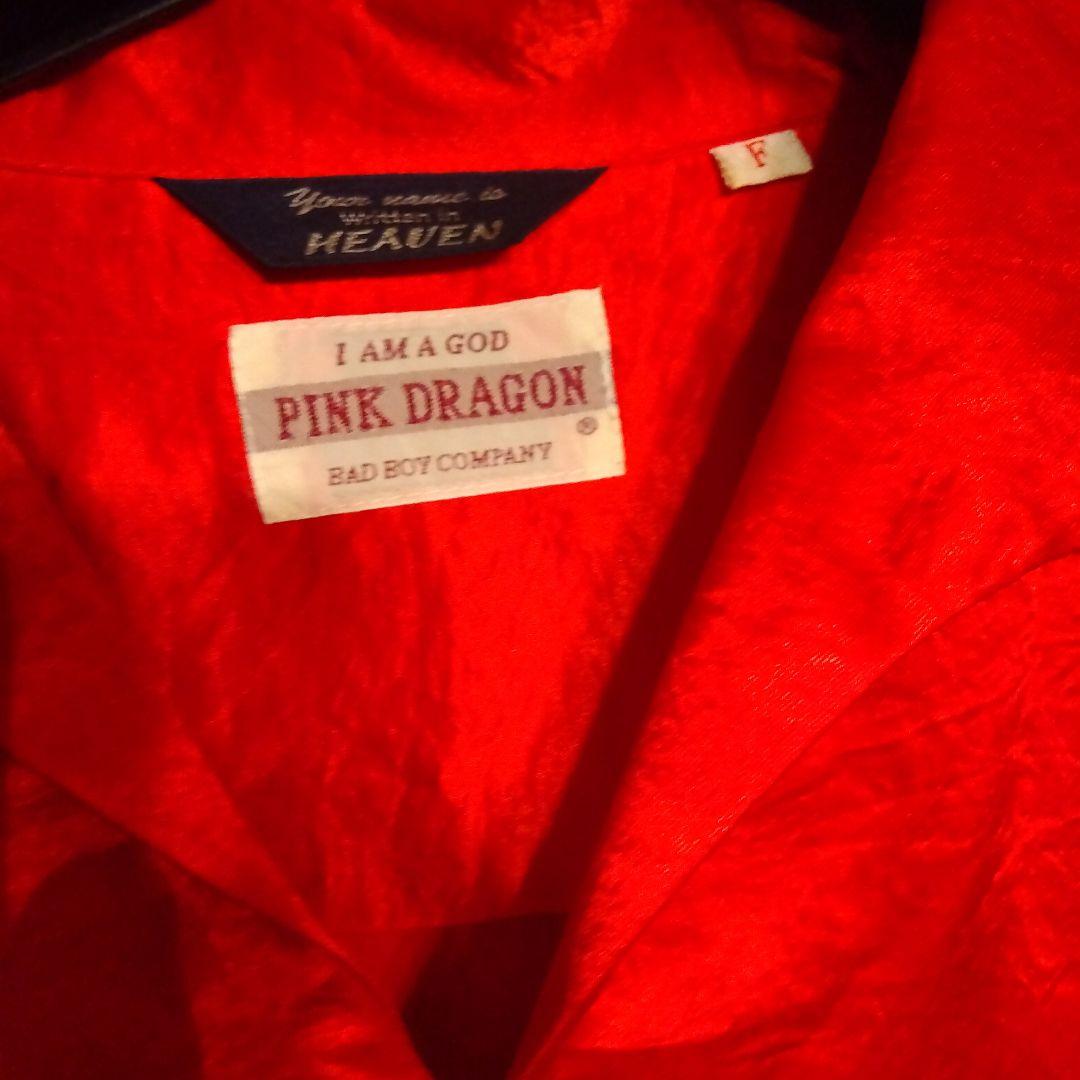 F
Your name is
Written in
HEAVEN
I AM A GOD
PINK DRAGON
®
BAD BOY COMPANY